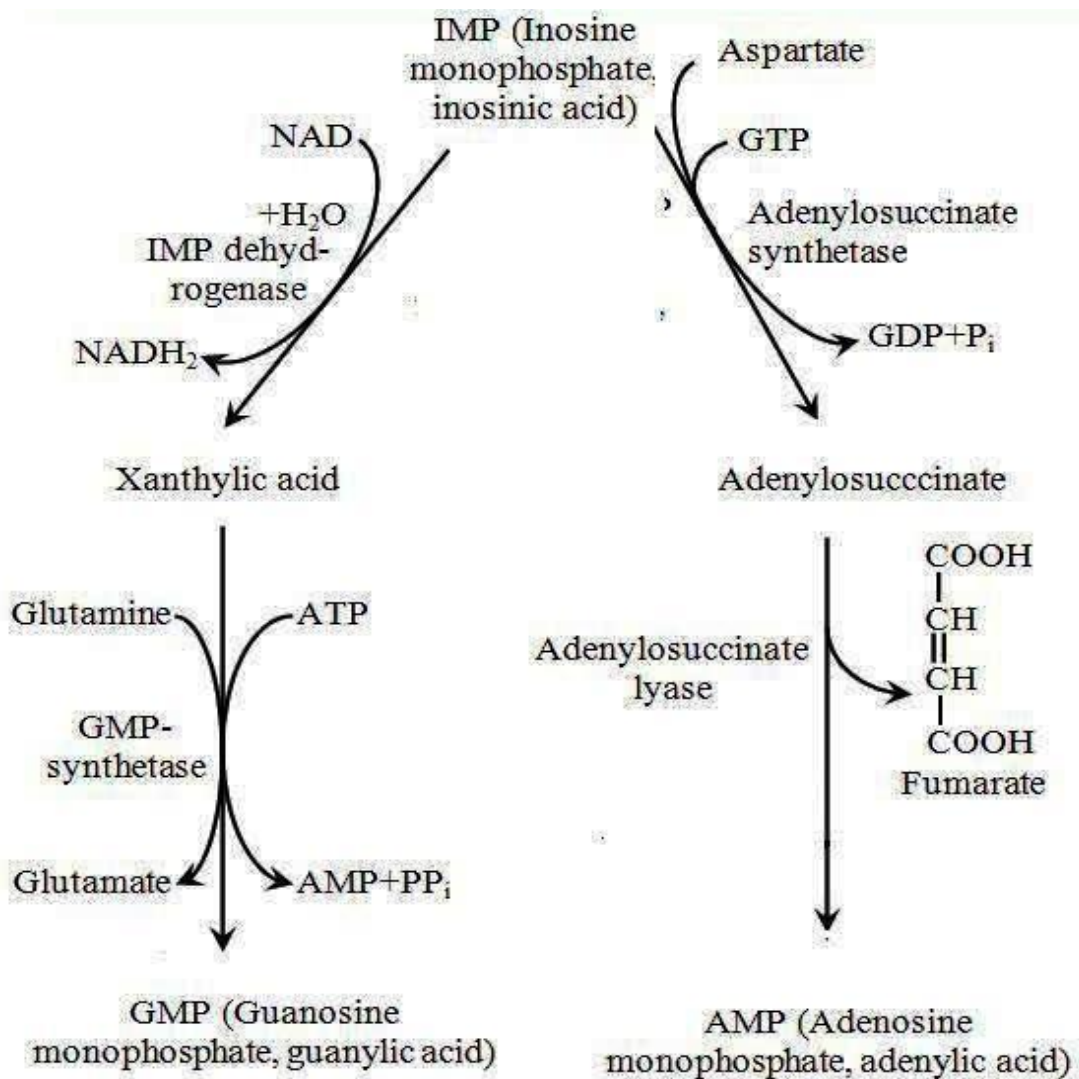 IMP (Inosine
monophosphate,
inosinic acid)
Aspartate
NAD
GTP
+H₂O
IMP dehyd-
rogenase
Adenylosuccinate
synthetase
NADH₂
GDP+Pᵢ
Xanthylic acid
Adenylosucccinate
Glutamine
ATP
GMP-
synthetase
Glutamate
AMP+PPᵢ
Adenylosuccinate
lyase
COOH
CH
CH
COOH
Fumarate
GMP (Guanosine
monophosphate, guanylic acid)
AMP (Adenosine
monophosphate, adenylic acid)